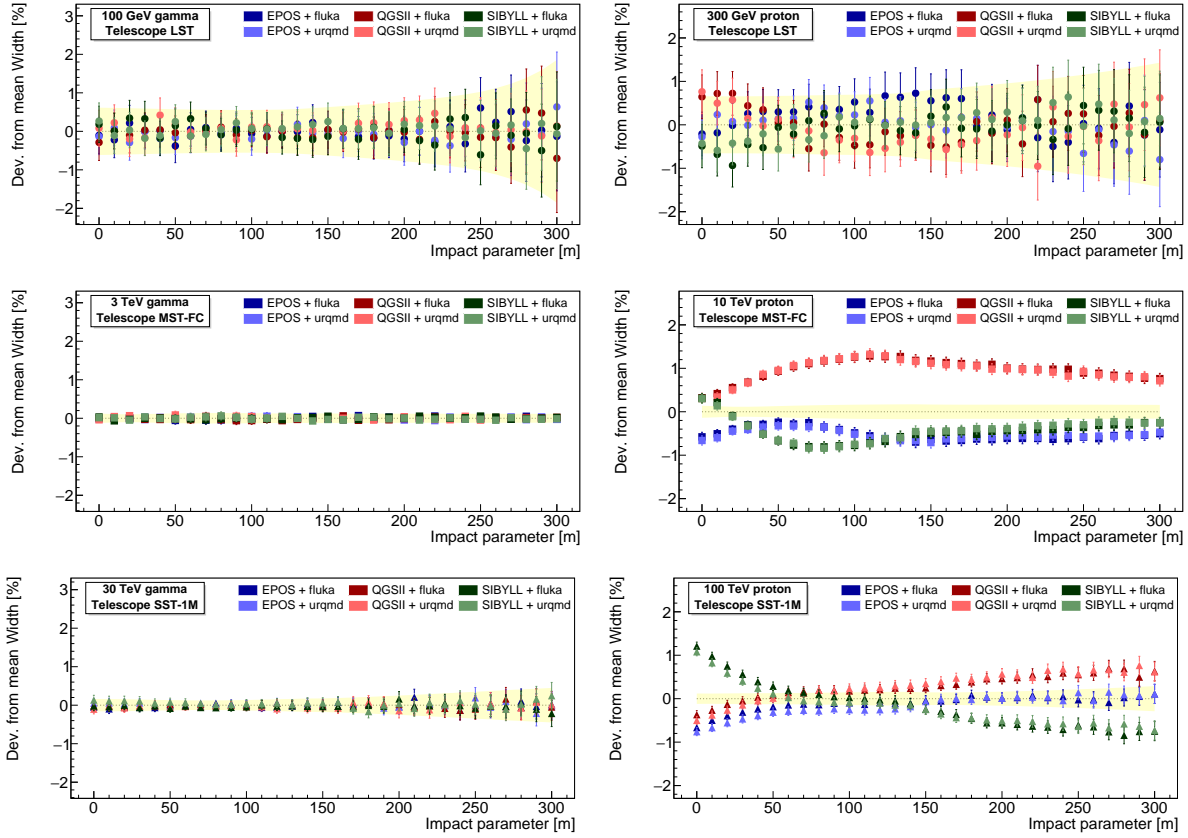 Dev. from mean Width [%]
3
2
1
0
−1
−2
100 GeV gamma
Telescope LST
EPOS + fluka QGSII + fluka SIBYLL + fluka
EPOS + urqmd QGSII + urqmd SIBYLL + urqmd
0 50 100 150 200 250 300
Impact parameter [m]
Dev. from mean Width [%]
2
1
0
−1
−2
300 GeV proton
Telescope LST
EPOS + fluka QGSII + fluka SIBYLL + fluka
EPOS + urqmd QGSII + urqmd SIBYLL + urqmd
0 50 100 150 200 250 300
Impact parameter [m]
Dev. from mean Width [%]
3
2
1
0
−1
−2
3 TeV gamma
Telescope MST-FC
EPOS + fluka QGSII + fluka SIBYLL + fluka
EPOS + urqmd QGSII + urqmd SIBYLL + urqmd
0 50 100 150 200 250 300
Impact parameter [m]
Dev. from mean Width [%]
2
1
0
−1
−2
10 TeV proton
Telescope MST-FC
EPOS + fluka QGSII + fluka SIBYLL + fluka
EPOS + urqmd QGSII + urqmd SIBYLL + urqmd
0 50 100 150 200 250 300
Impact parameter [m]
Dev. from mean Width [%]
3
2
1
0
−1
−2
30 TeV gamma
Telescope SST-1M
EPOS + fluka QGSII + fluka SIBYLL + fluka
EPOS + urqmd QGSII + urqmd SIBYLL + urqmd
0 50 100 150 200 250 300
Impact parameter [m]
Dev. from mean Width [%]
2
1
0
−1
−2
100 TeV proton
Telescope SST-1M
EPOS + fluka QGSII + fluka SIBYLL + fluka
EPOS + urqmd QGSII + urqmd SIBYLL + urqmd
0 50 100 150 200 250 300
Impact parameter [m]